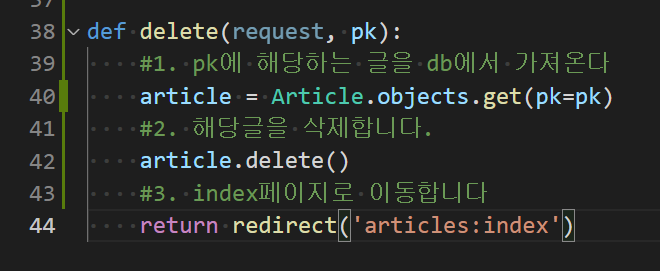 38 def delete(request, pk):
39 #1. pk에 해당하는 글을 db에서 가져온다
40 article = Article.objects.get(pk=pk)
41 #2. 해당글을 삭제합니다.
42 article.delete()
43 #3. index페이지로 이동합니다
44 return redirect('articles:index')